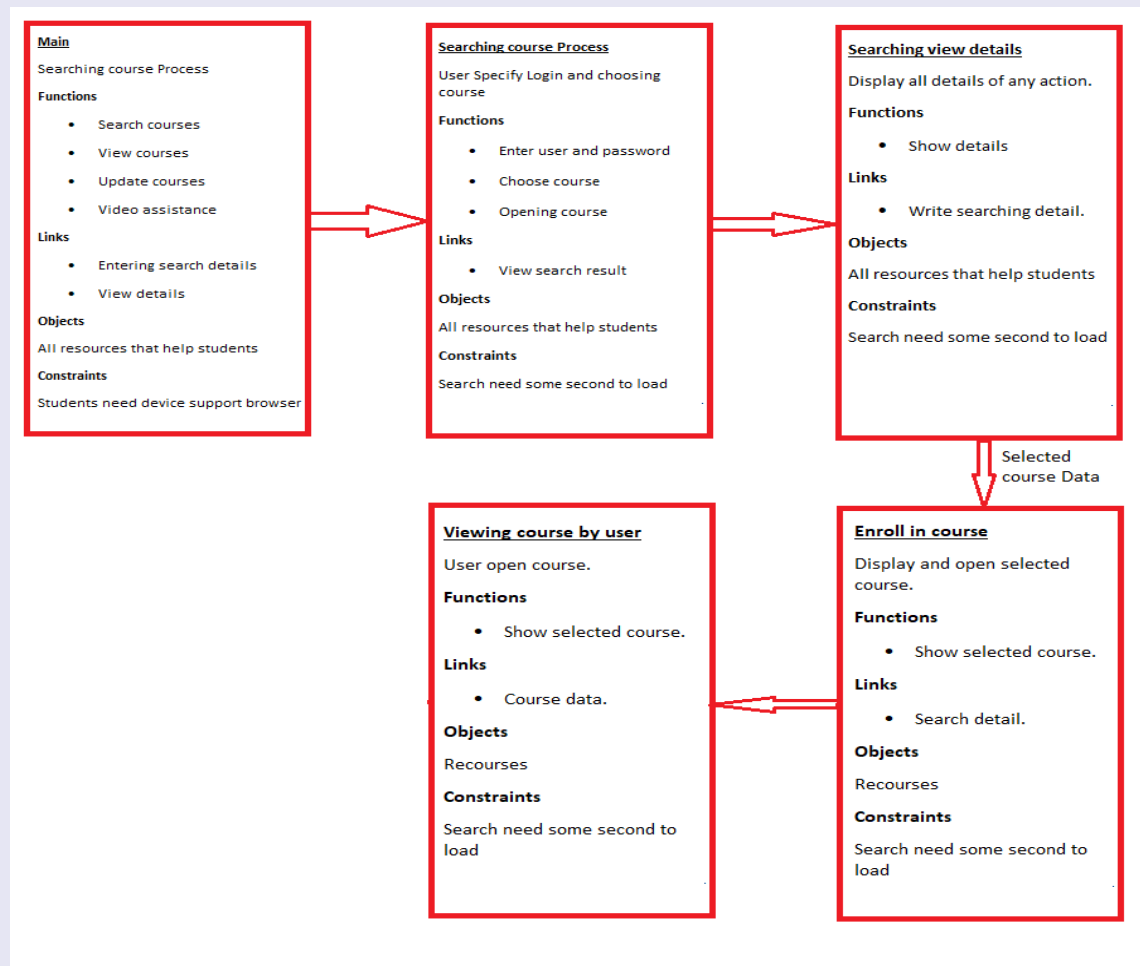 Main
Searching course Process
Functions
• Search courses
• View courses
• Update courses
• Video assistance
Links
• Entering search details
• View details
Objects
All resources that help students
Constraints
Students need device support browser
Searching course Process
User Specify Login and choosing
course
Functions
• Enter user and password
• Choose course
• Opening course
Links
• View search result
Objects
All resources that help students
Constraints
Search need some second to load
.
Searching view details
Display all details of any action.
Functions
• Show details
Links
• Write searching detail.
Objects
All resources that help students
Constraints
Search need some second to load
.
Selected
course Data
Enroll in course
Display and open selected
course.
Functions
• Show selected course.
Links
• Search detail.
Objects
Recourses
Constraints
Search need some second to
load
.
Viewing course by user
User open course.
Functions
• Show selected course.
Links
• Course data.
Objects
Recourses
Constraints
Search need some second to
load
.